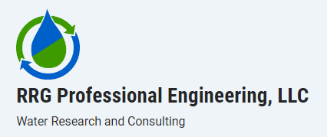 RRG Professional Engineering, LLC
Water Research and Consulting